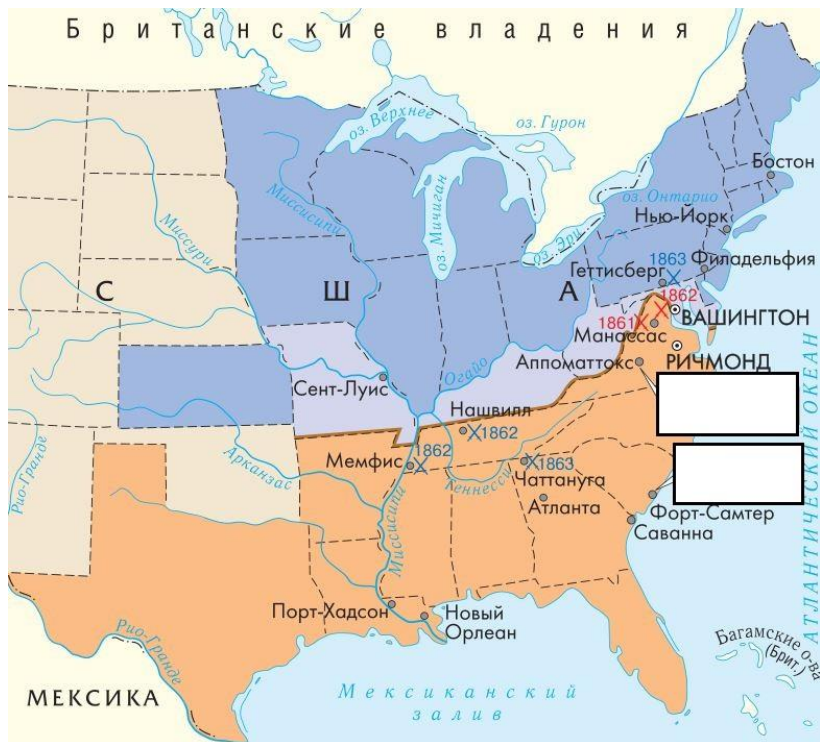 Британские владения
оз. Верхнее
оз. Гурон
оз. Мичиган
оз. Онтарио
оз. Эри
Миссисипи
Миссури
Бостон
Нью-Йорк
1863
Филадельфия
Геттисберг
С Ш А
1862
1861
ВАШИНГТОН
Манассас
Аппоматтокс
РИЧМОНД
Огайо
Сент-Луис
Нашвилл
1862
1862
Мемфис
Кеннесси
1863
Чаттануга
Атланта
Арканзас
Рио-Гранде
Форт-Самтер
Саванна
Миссисипи
Порт-Хадсон
Новый
Орлеан
Рио-Гранде
МЕКСИКА
Мексиканский
залив
Багамские о-ва
(Брит.)
АТЛАНТИЧЕСКИЙ ОКЕАН